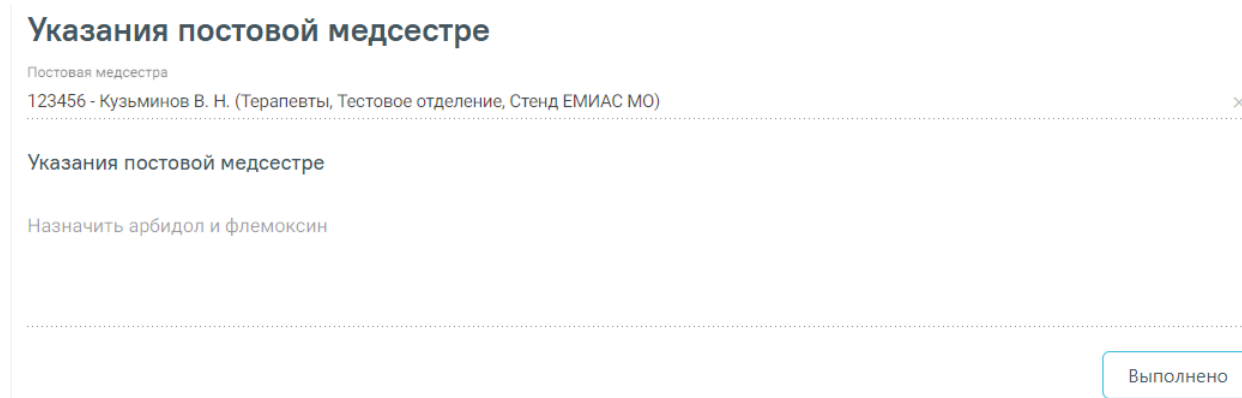 Указания постовой медсестре
Постовая медсестра
123456 - Кузьминов В. Н. (Терапевты, Тестовое отделение, Стенд ЕМИАС МО)
Указания постовой медсестре
Назначить арбидол и флемоксин
Выполнено